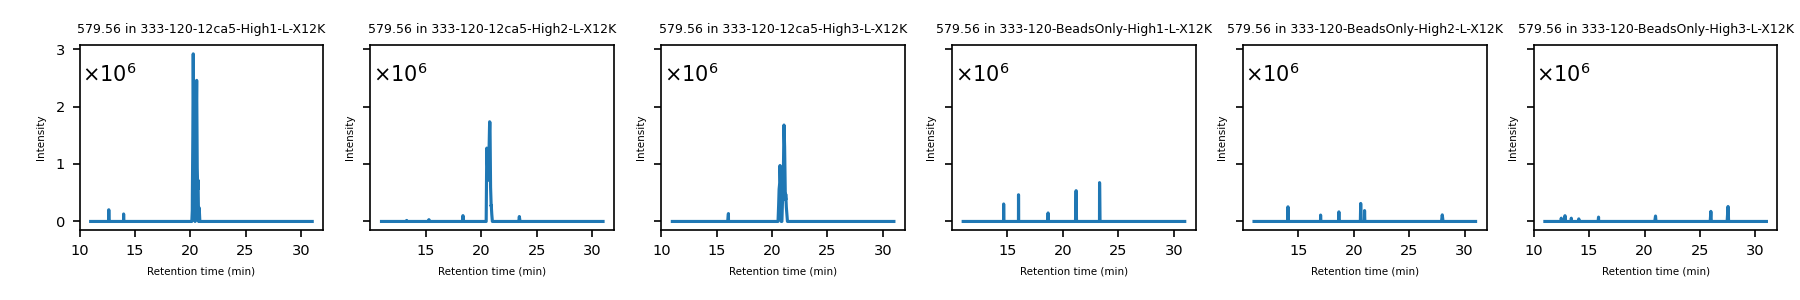 579.56 in 333-120-12ca5-High1-L-X12K
579.56 in 333-120-12ca5-High2-L-X12K
579.56 in 333-120-12ca5-High3-L-X12K
579.56 in 333-120-BeadsOnly-High1-L-X12K
579.56 in 333-120-BeadsOnly-High2-L-X12K
579.56 in 333-120-BeadsOnly-High3-L-X12K
3
2
1
0
×10⁶
×10⁶
×10⁶
×10⁶
×10⁶
×10⁶
Intensity
Intensity
Intensity
Intensity
Intensity
Intensity
10 15 20 25 30
15 20 25 30
10 15 20 25 30
15 20 25 30
15 20 25 30
10 15 20 25 30
Retention time (min)
Retention time (min)
Retention time (min)
Retention time (min)
Retention time (min)
Retention time (min)